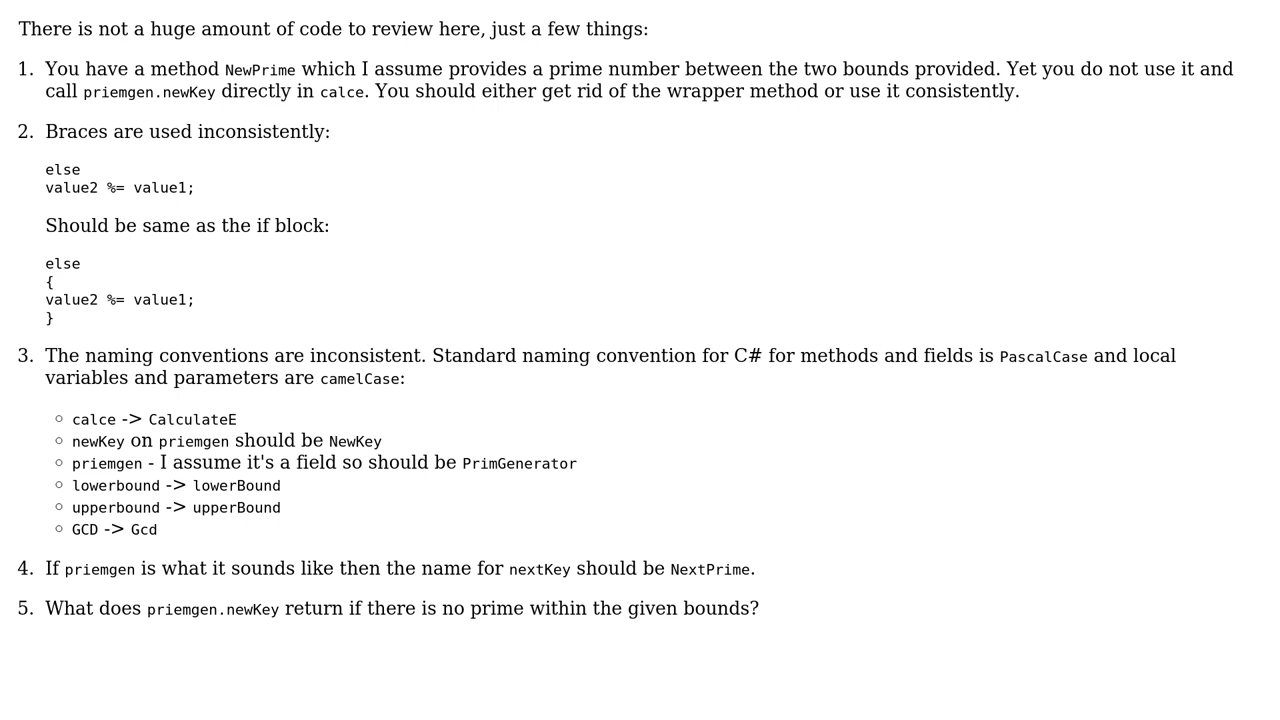 There is not a huge amount of code to review here, just a few things:
1. You have a method NewPrime which I assume provides a prime number between the two bounds provided. Yet you do not use it and
call priemgen.newKey directly in calce. You should either get rid of the wrapper method or use it consistently.
2. Braces are used inconsistently:
else
value2 %= value1;
Should be same as the if block:
else
{
value2 %= value1;
}
3. The naming conventions are inconsistent. Standard naming convention for C# for methods and fields is PascalCase and local
variables and parameters are camelCase:
○ calce -> CalculateE
○ newKey on priemgen should be NewKey
○ priemgen - I assume it's a field so should be PrimGenerator
○ lowerbound -> lowerBound
○ upperbound -> upperBound
○ GCD -> Gcd
4. If priemgen is what it sounds like then the name for nextKey should be NextPrime.
5. What does priemgen.newKey return if there is no prime within the given bounds?